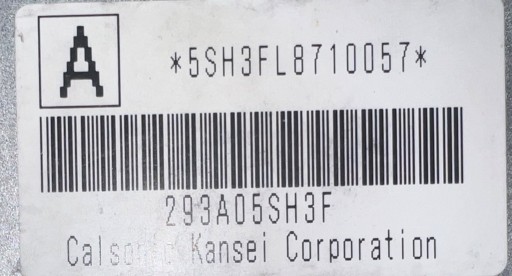 A
*5SH3FL8710057*
293A05SH3F
Calsonic Kansei Corporation